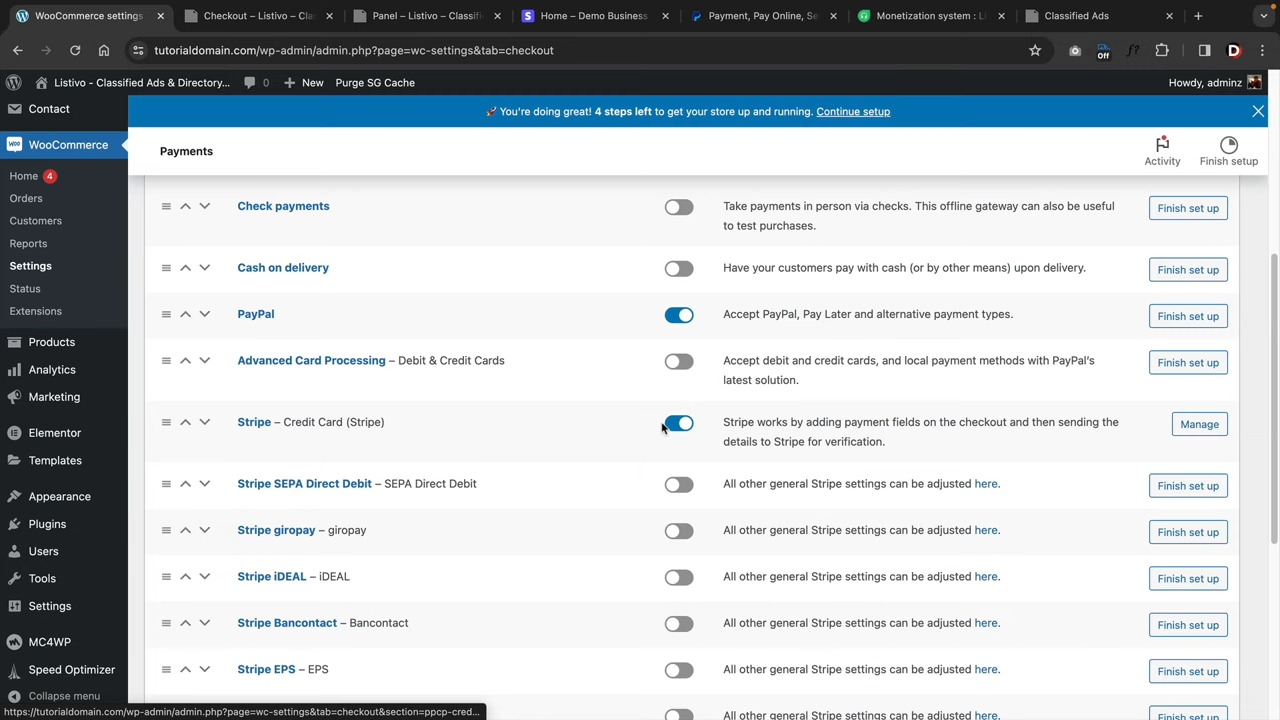 WooCommerce settings
Checkout – Listivo – Cl
Panel – Listivo – Classifi
Home – Demo Business
Payment, Pay Online, Se
Monetization system : Li
Classified Ads
tutorialdomain.com/wp-admin/admin.php?page=wc-settings&tab=checkout
Off
D
Listivo – Classified Ads & Directory...
0
New
Purge SG Cache
Howdy, adminz
Contact
WooCommerce
Home 4
Orders
Customers
Reports
Settings
Status
Extensions
Products
Analytics
Marketing
Elementor
Templates
Appearance
Plugins
Users
Tools
Settings
MC4WP
Speed Optimizer
Collapse menu
🚀 You're doing great! 4 steps left to get your store up and running. Continue setup
Payments
Activity
Finish setup
Check payments
Take payments in person via checks. This offline gateway can also be useful
to test purchases.
Finish set up
Cash on delivery
Have your customers pay with cash (or by other means) upon delivery.
Finish set up
PayPal
Accept PayPal, Pay Later and alternative payment types.
Finish set up
Advanced Card Processing – Debit & Credit Cards
Accept debit and credit cards, and local payment methods with PayPal's
latest solution.
Finish set up
Stripe – Credit Card (Stripe)
Stripe works by adding payment fields on the checkout and then sending the
details to Stripe for verification.
Manage
Stripe SEPA Direct Debit – SEPA Direct Debit
All other general Stripe settings can be adjusted here.
Finish set up
Stripe giropay – giropay
All other general Stripe settings can be adjusted here.
Finish set up
Stripe iDEAL – iDEAL
All other general Stripe settings can be adjusted here.
Finish set up
Stripe Bancontact – Bancontact
All other general Stripe settings can be adjusted here.
Finish set up
Stripe EPS – EPS
All other general Stripe settings can be adjusted here.
Finish set up
All other general Stripe settings can be adjusted here.
Finish set up
https://tutorialdomain.com/wp-admin/admin.php?page=wc-settings&tab=checkout&section=ppcp-cred...